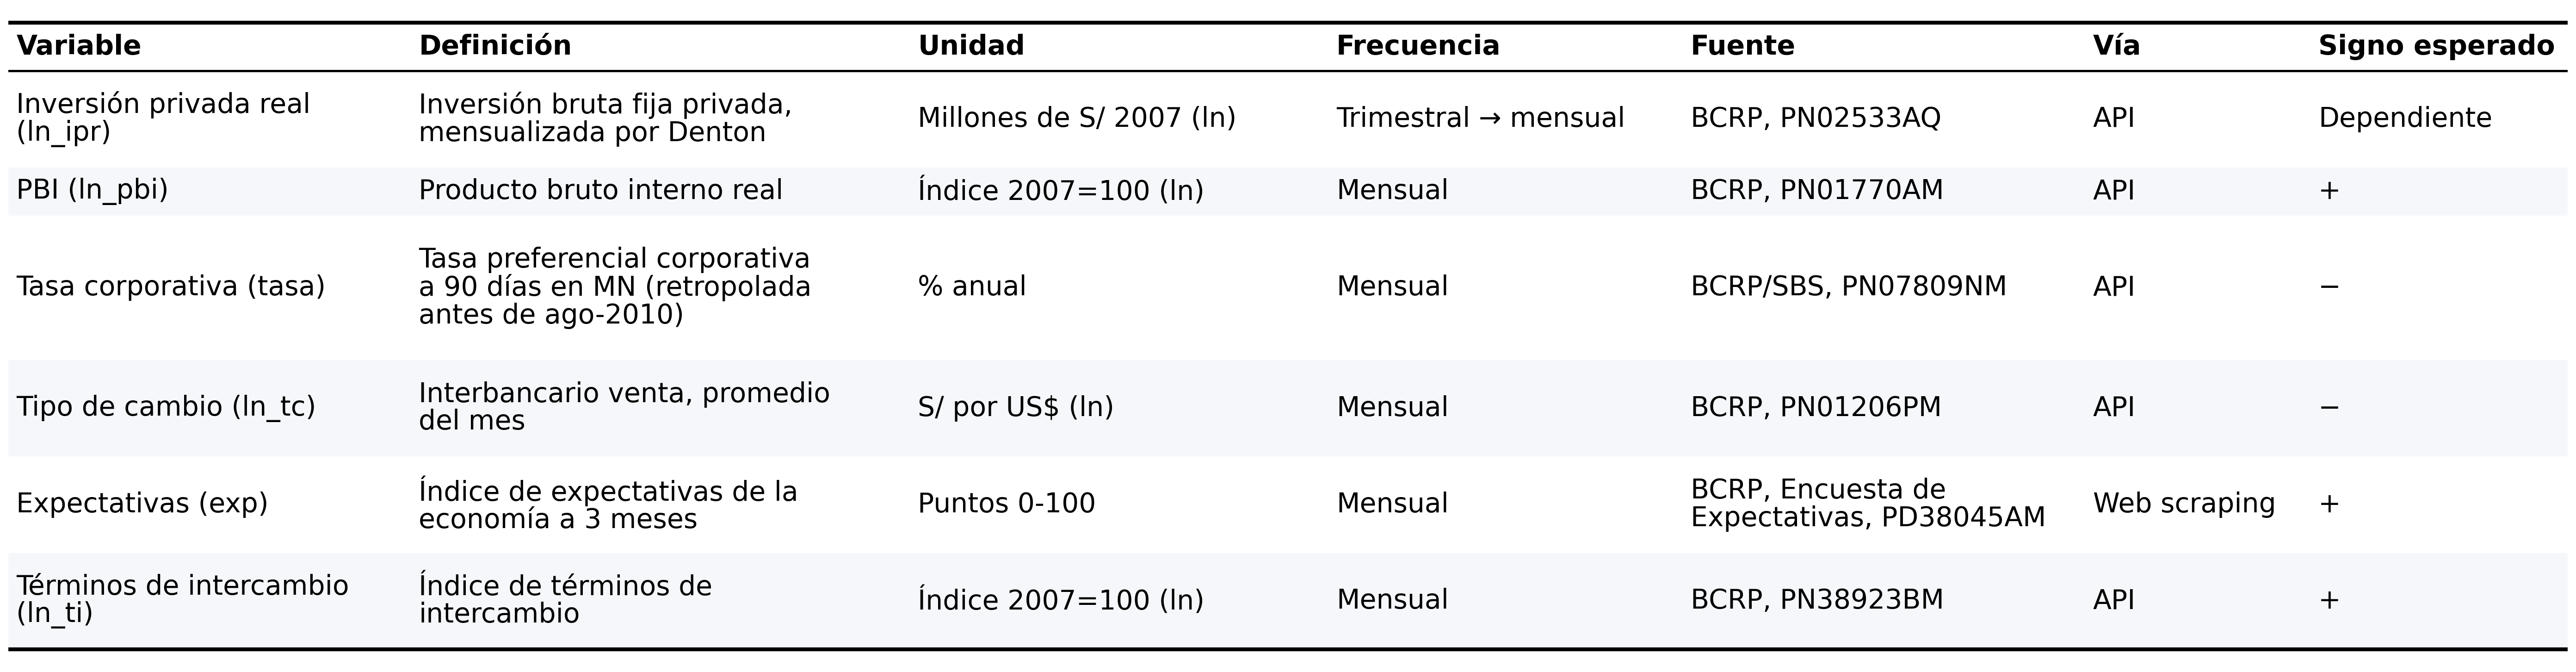 Variable Definición Unidad Frecuencia Fuente Vía Signo esperado
Inversión privada real
(ln_ipr)
Inversión bruta fija privada,
mensualizada por Denton
Millones de S/ 2007 (ln)
Trimestral → mensual
BCRP, PN02533AQ
API
Dependiente
PBI (ln_pbi)
Producto bruto interno real
Índice 2007=100 (ln)
Mensual
BCRP, PN01770AM
API
+
Tasa corporativa (tasa)
Tasa preferencial corporativa
a 90 días en MN (retropolada
antes de ago-2010)
% anual
Mensual
BCRP/SBS, PN07809NM
API
−
Tipo de cambio (ln_tc)
Interbancario venta, promedio
del mes
S/ por US$ (ln)
Mensual
BCRP, PN01206PM
API
−
Expectativas (exp)
Índice de expectativas de la
economía a 3 meses
Puntos 0-100
Mensual
BCRP, Encuesta de
Expectativas, PD38045AM
Web scraping
+
Términos de intercambio
(ln_ti)
Índice de términos de
intercambio
Índice 2007=100 (ln)
Mensual
BCRP, PN38923BM
API
+